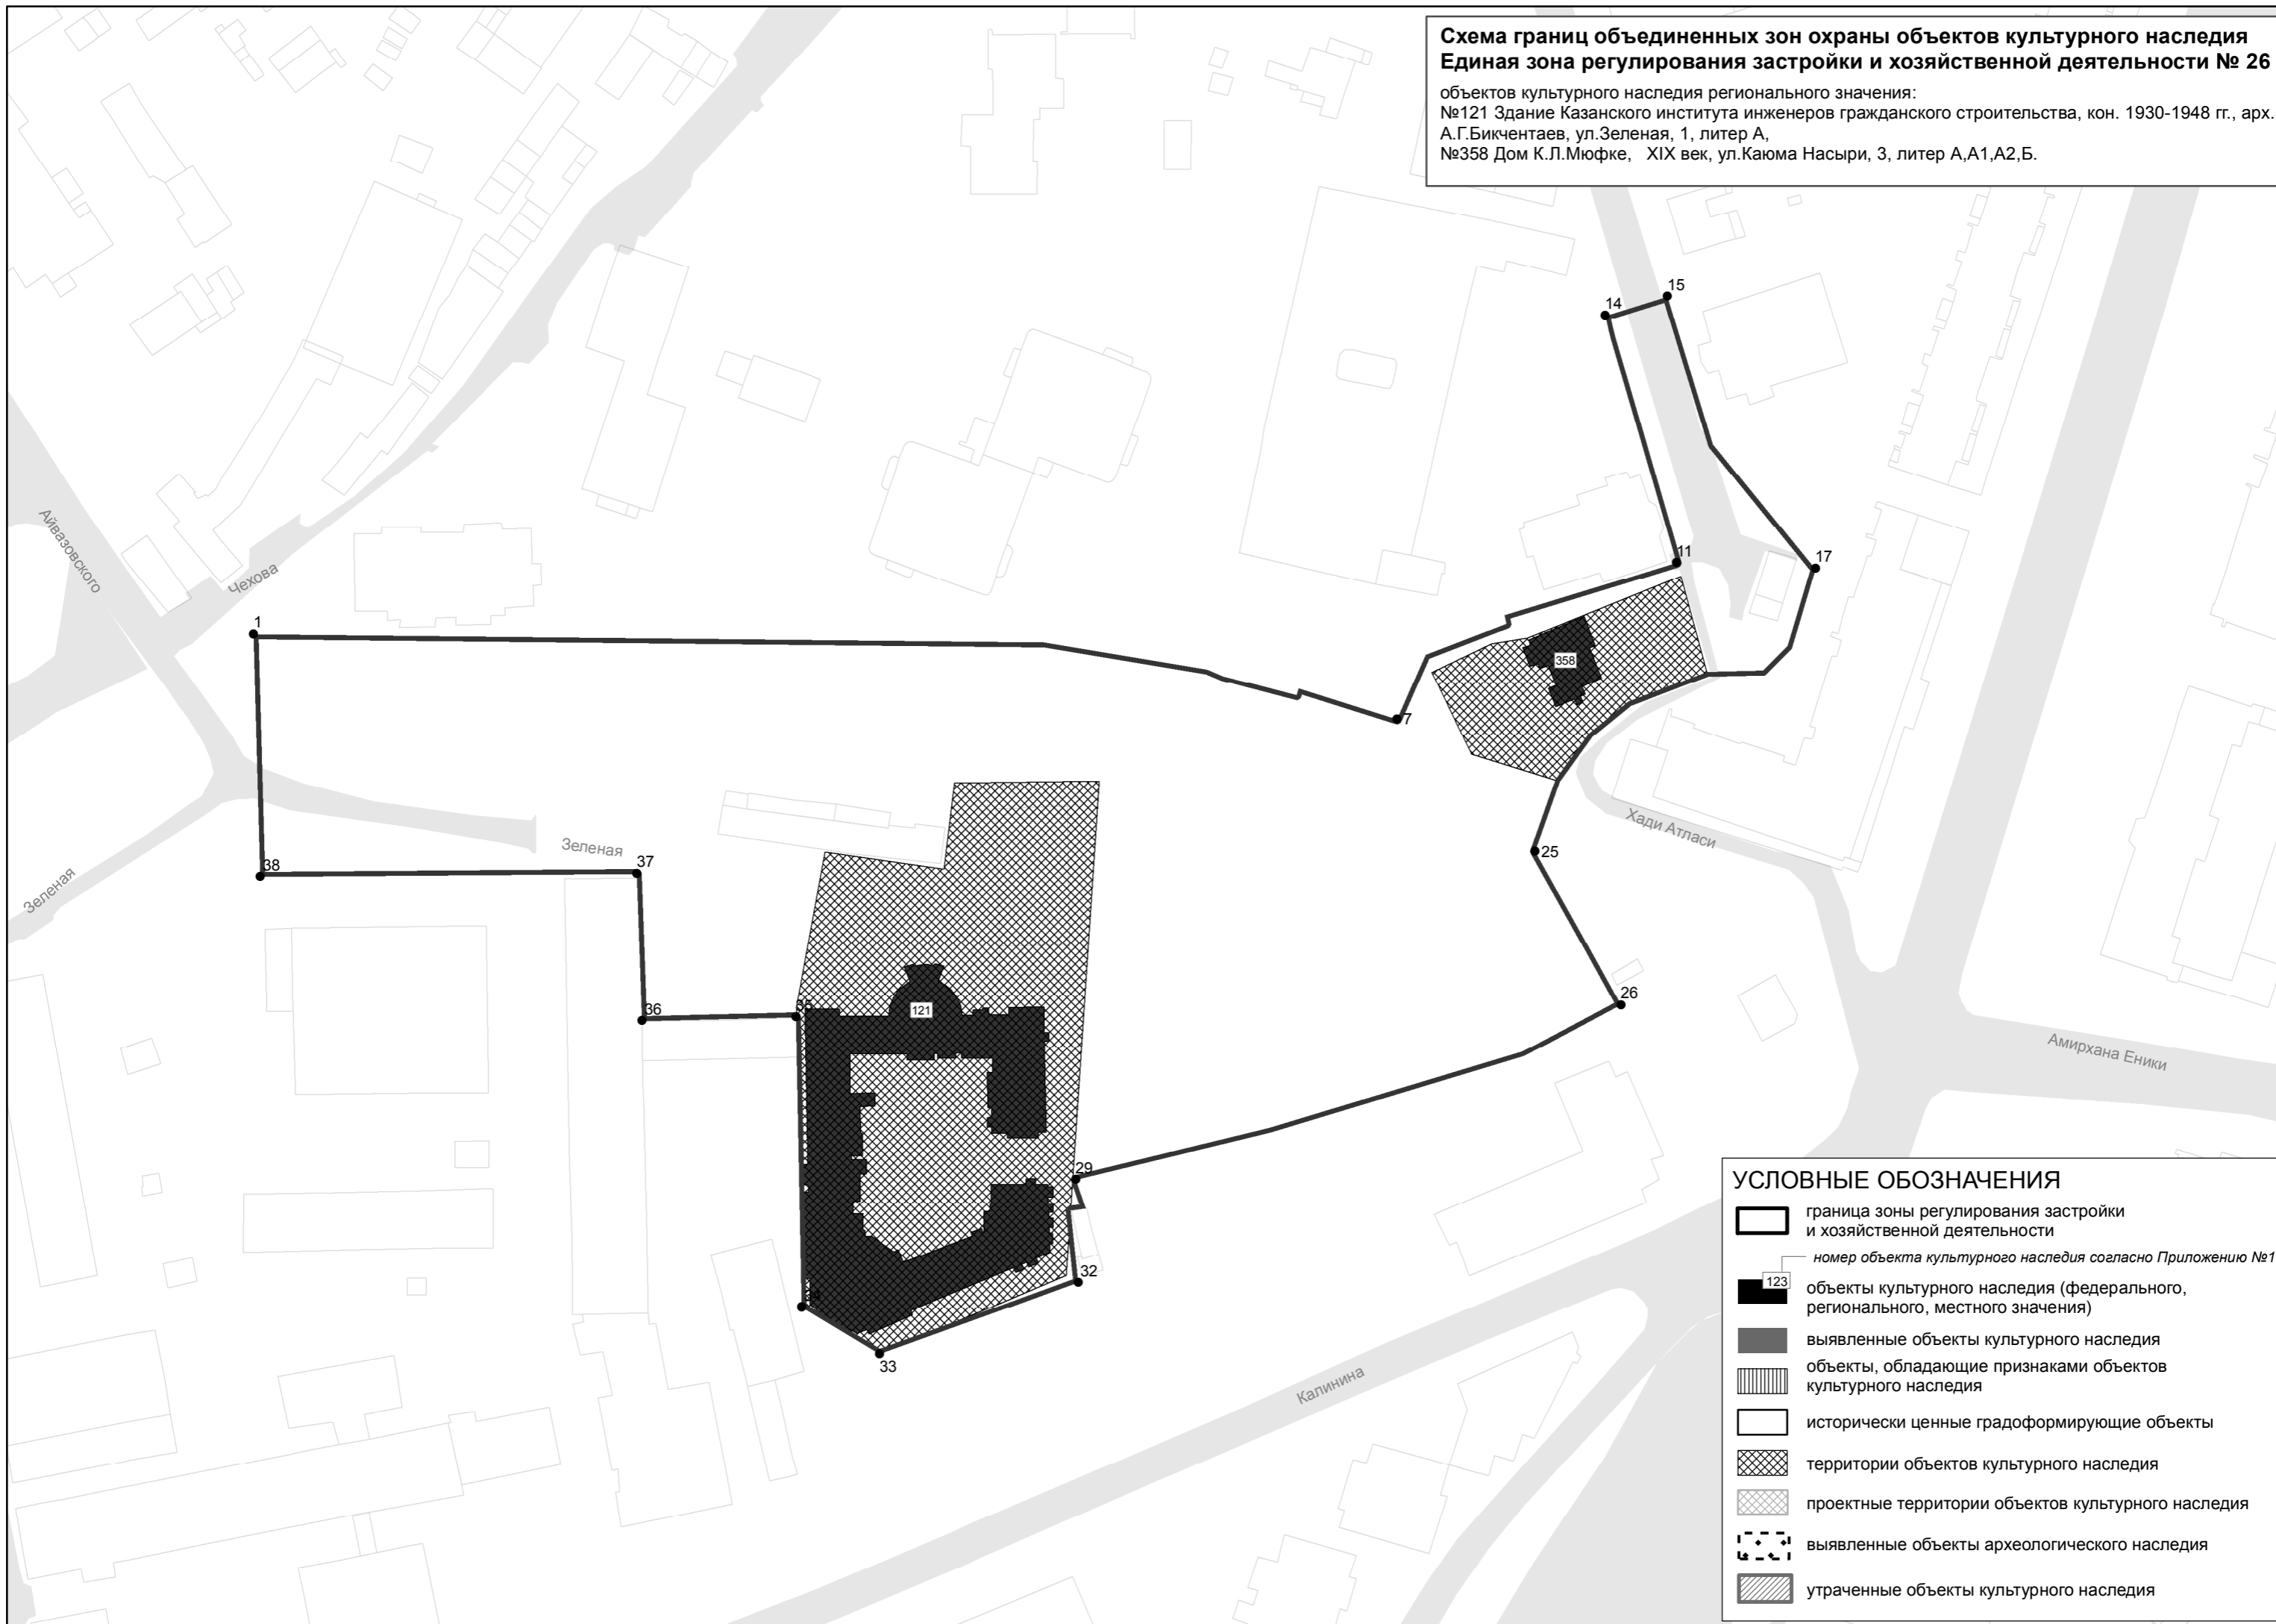 Схема границ объединенных зон охраны объектов культурного наследия
Единая зона регулирования застройки и хозяйственной деятельности № 26
объектов культурного наследия регионального значения:
№121 Здание Казанского института инженеров гражданского строительства, кон. 1930-1948 гг., арх.
А.Г.Бикчентаев, ул.Зеленая, 1, литер А,
№358 Дом К.Л.Мюфке, XIX век, ул.Каюма Насыри, 3, литер А,А1,А2,Б.
15
14
Айвазовского
11
17
Чехова
1
358
7
Хади Атласи
Зеленая
25
37
38
Зеленая
26
35
36
121
Амирхана Еники
29
32
34
33
Калинина
УСЛОВНЫЕ ОБОЗНАЧЕНИЯ
граница зоны регулирования застройки
и хозяйственной деятельности
номер объекта культурного наследия согласно Приложению №1
123
объекты культурного наследия (федерального,
регионального, местного значения)
выявленные объекты культурного наследия
объекты, обладающие признаками объектов
культурного наследия
исторически ценные градоформирующие объекты
территории объектов культурного наследия
проектные территории объектов культурного наследия
выявленные объекты археологического наследия
утраченные объекты культурного наследия